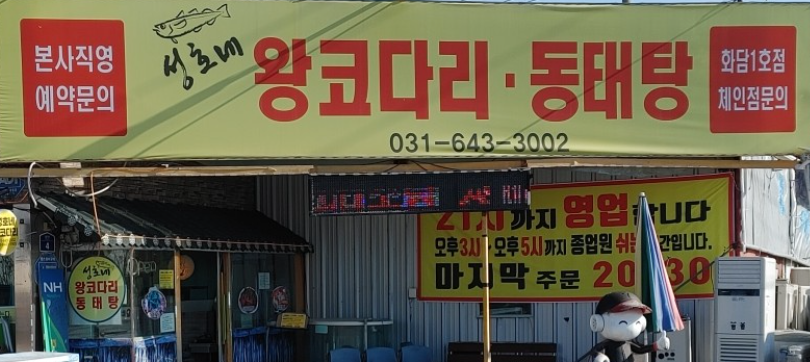 본사직영
예약문의
성호네
왕코다리·동태탕
화담1호점
체인점문의
031-643-3002
21시까지 영업합니다
오후3시~오후5시까지 종업원 쉬는 시간입니다.
마지막 주문 20:30
성호네
왕코다리
동태탕
NH